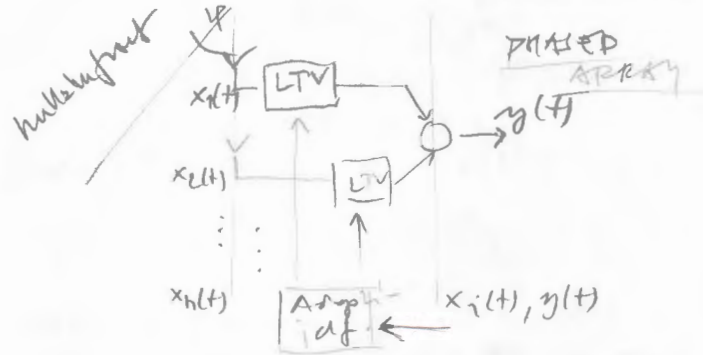 φ
PHASED
ARRAY
x₁(t) LTV
y(t)
x₂(t) LTV
⋮ ⋮
xₙ(t)
xᵢ(t), y(t)